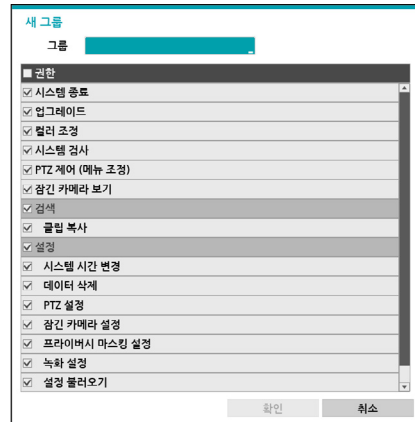 새 그룹
그룹
권한
시스템 종료
업그레이드
컬러 조정
시스템 검사
PTZ 제어 (메뉴 조정)
잠긴 카메라 보기
검색
클립 복사
설정
시스템 시간 변경
데이터 삭제
PTZ 설정
잠긴 카메라 설정
프라이버시 마스킹 설정
녹화 설정
설정 불러오기
확인 취소